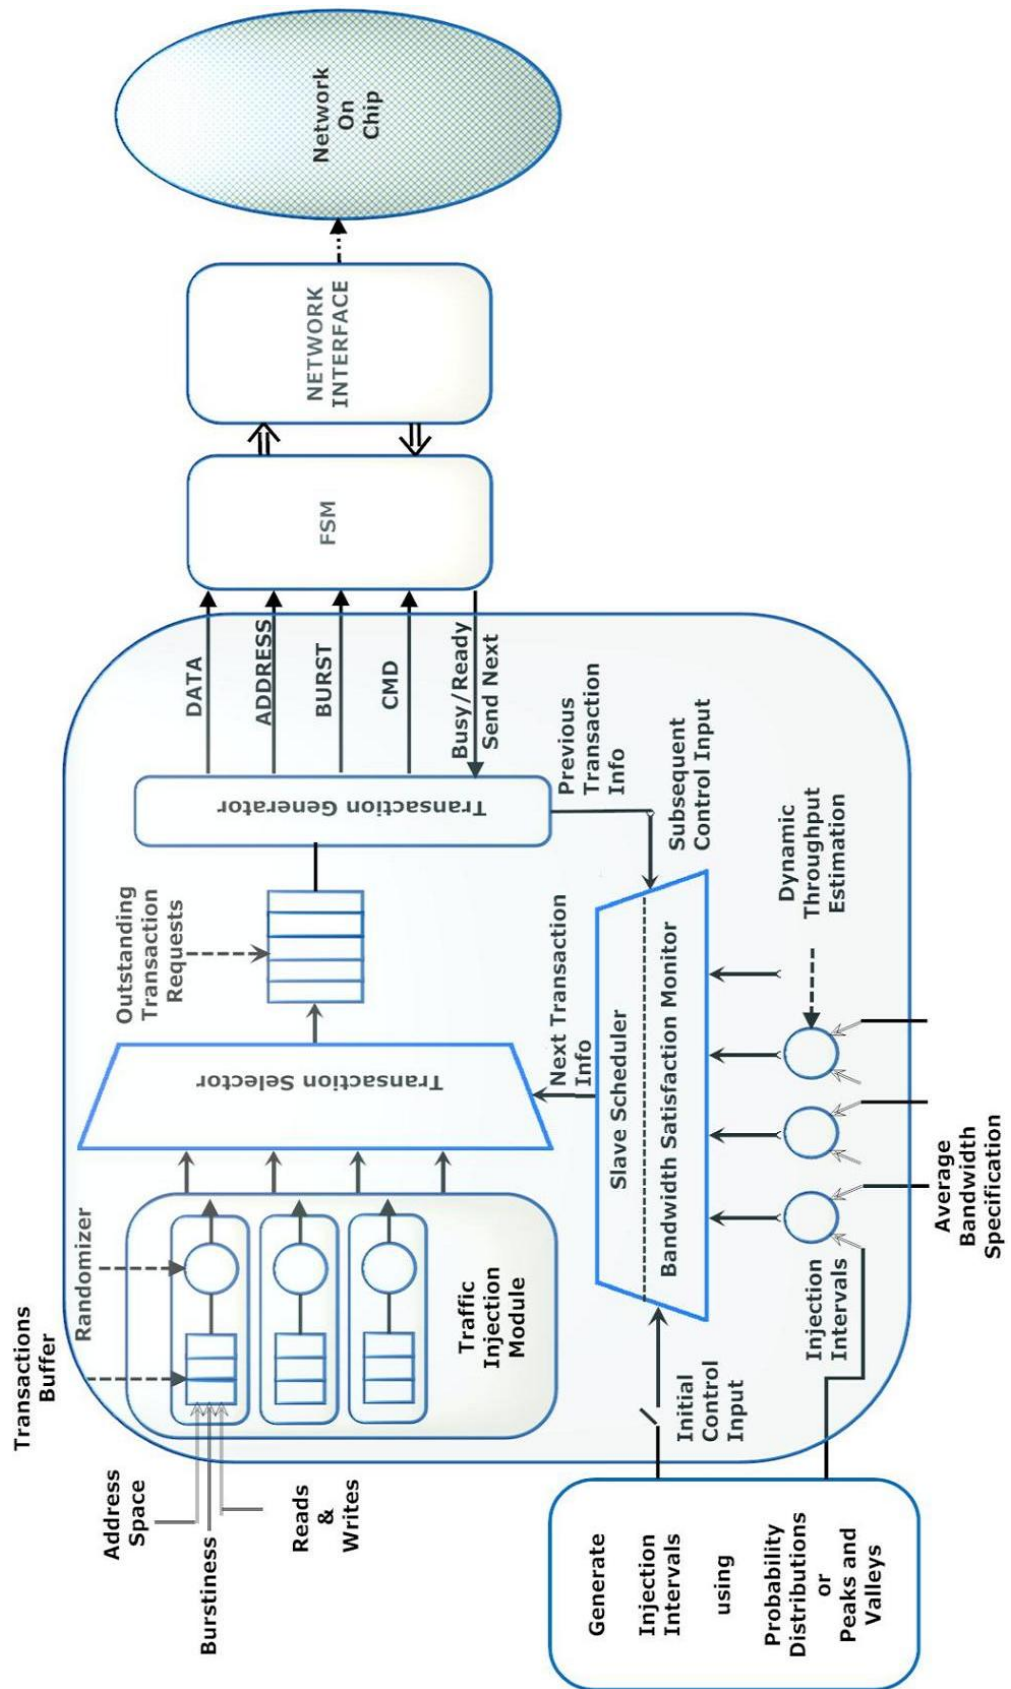 Transactions
Buffer
Randomizer
Address
Space
Burstiness
Reads
&
Writes
Traffic
Injection
Module
Transaction Selector
Outstanding
Transaction
Requests
Transaction Generator
DATA
ADDRESS
BURST
CMD
Busy/Ready
Send Next
FSM
NETWORK
INTERFACE
Network
On
Chip
Previous
Transaction
Info
Subsequent
Control Input
Next Transaction
Info
Slave Scheduler
Bandwidth Satisfaction Monitor
Initial
Control
Input
Injection
Intervals
Dynamic
Throughput
Estimation
Average
Bandwidth
Specification
Generate
Injection
Intervals
using
Probability
Distributions
or
Peaks and
Valleys